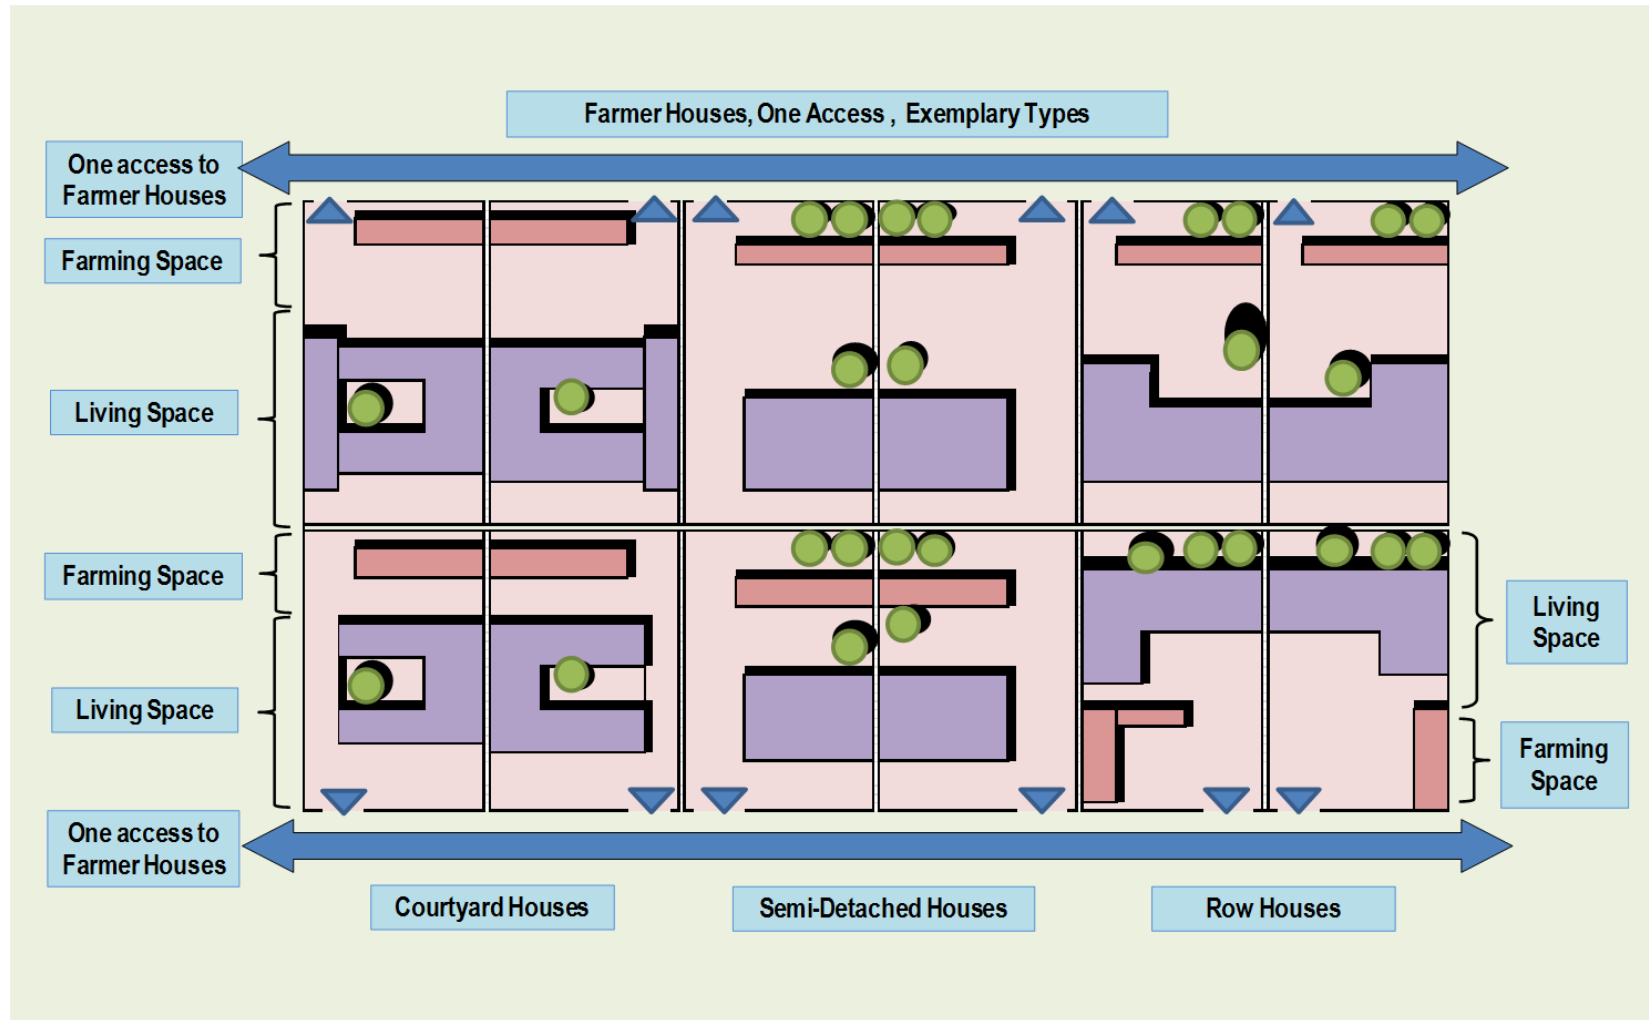 Farmer Houses, One Access , Exemplary Types
One access to
Farmer Houses
Farming Space
Living Space
Farming Space
Living Space
Living
Space
Farming
Space
One access to
Farmer Houses
Courtyard Houses
Semi-Detached Houses
Row Houses